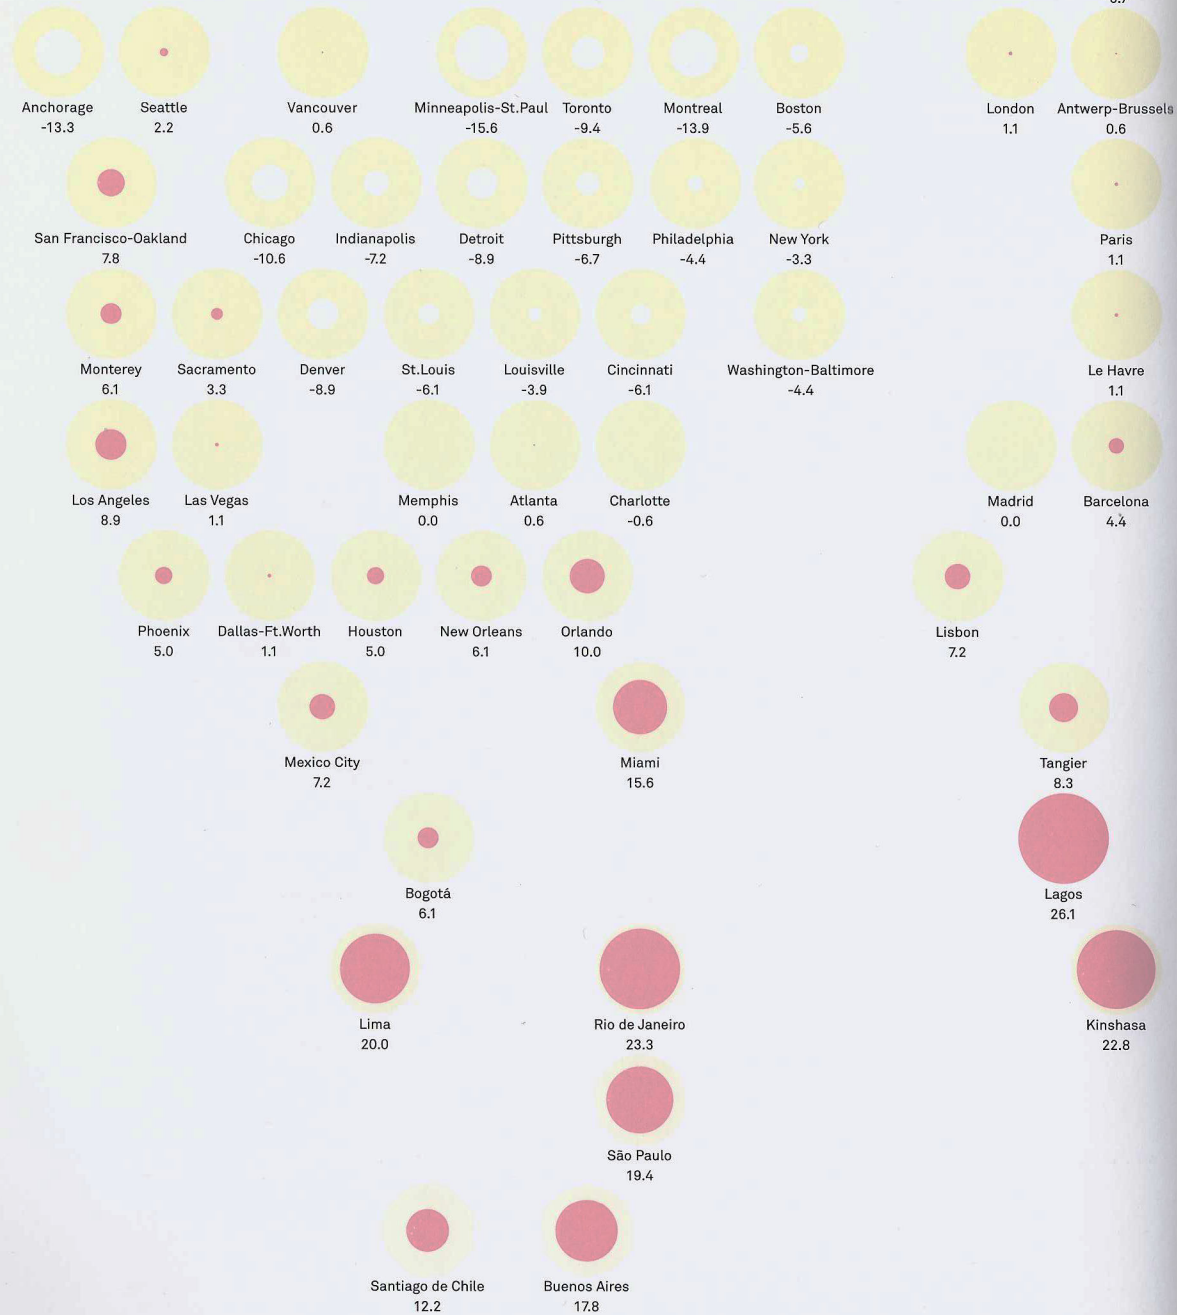 Anchorage
-13.3
Seattle
2.2
Vancouver
0.6
Minneapolis-St.Paul
-15.6
Toronto
-9.4
Montreal
-13.9
Boston
-5.6
London
1.1
Antwerp-Brussels
0.6
San Francisco-Oakland
7.8
Chicago
-10.6
Indianapolis
-7.2
Detroit
-8.9
Pittsburgh
-6.7
Philadelphia
-4.4
New York
-3.3
Paris
1.1
Monterey
6.1
Sacramento
3.3
Denver
-8.9
St.Louis
-6.1
Louisville
-3.9
Cincinnati
-6.1
Washington-Baltimore
-4.4
Le Havre
1.1
Los Angeles
8.9
Las Vegas
1.1
Memphis
0.0
Atlanta
0.6
Charlotte
-0.6
Madrid
0.0
Barcelona
4.4
Phoenix
5.0
Dallas-Ft.Worth
1.1
Houston
5.0
New Orleans
6.1
Orlando
10.0
Lisbon
7.2
Mexico City
7.2
Miami
15.6
Tangier
8.3
Bogotá
6.1
Lagos
26.1
Lima
20.0
Rio de Janeiro
23.3
Kinshasa
22.8
São Paulo
19.4
Santiago de Chile
12.2
Buenos Aires
17.8